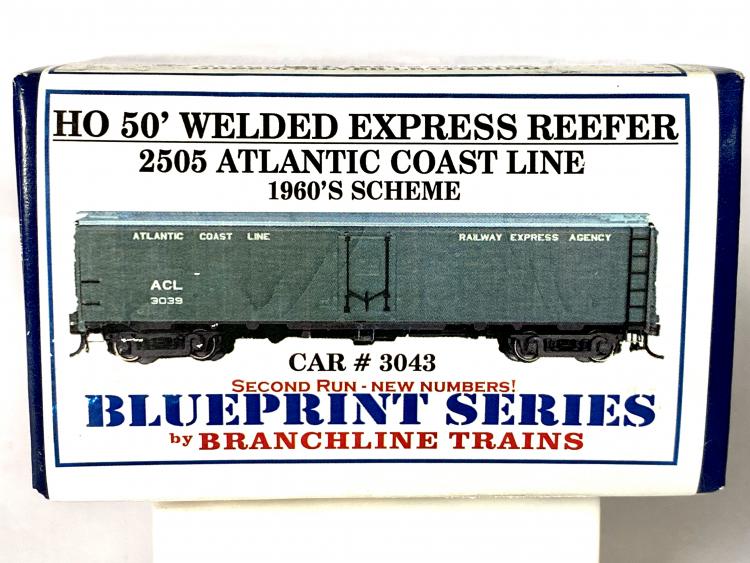 HO 50' WELDED EXPRESS REEFER
2505 ATLANTIC COAST LINE
1960'S SCHEME
ATLANTIC COAST LINE
RAILWAY EXPRESS AGENCY
ACL
3039
CAR # 3043
SECOND RUN - NEW NUMBERS!
BLUEPRINT SERIES
by BRANCHLINE TRAINS